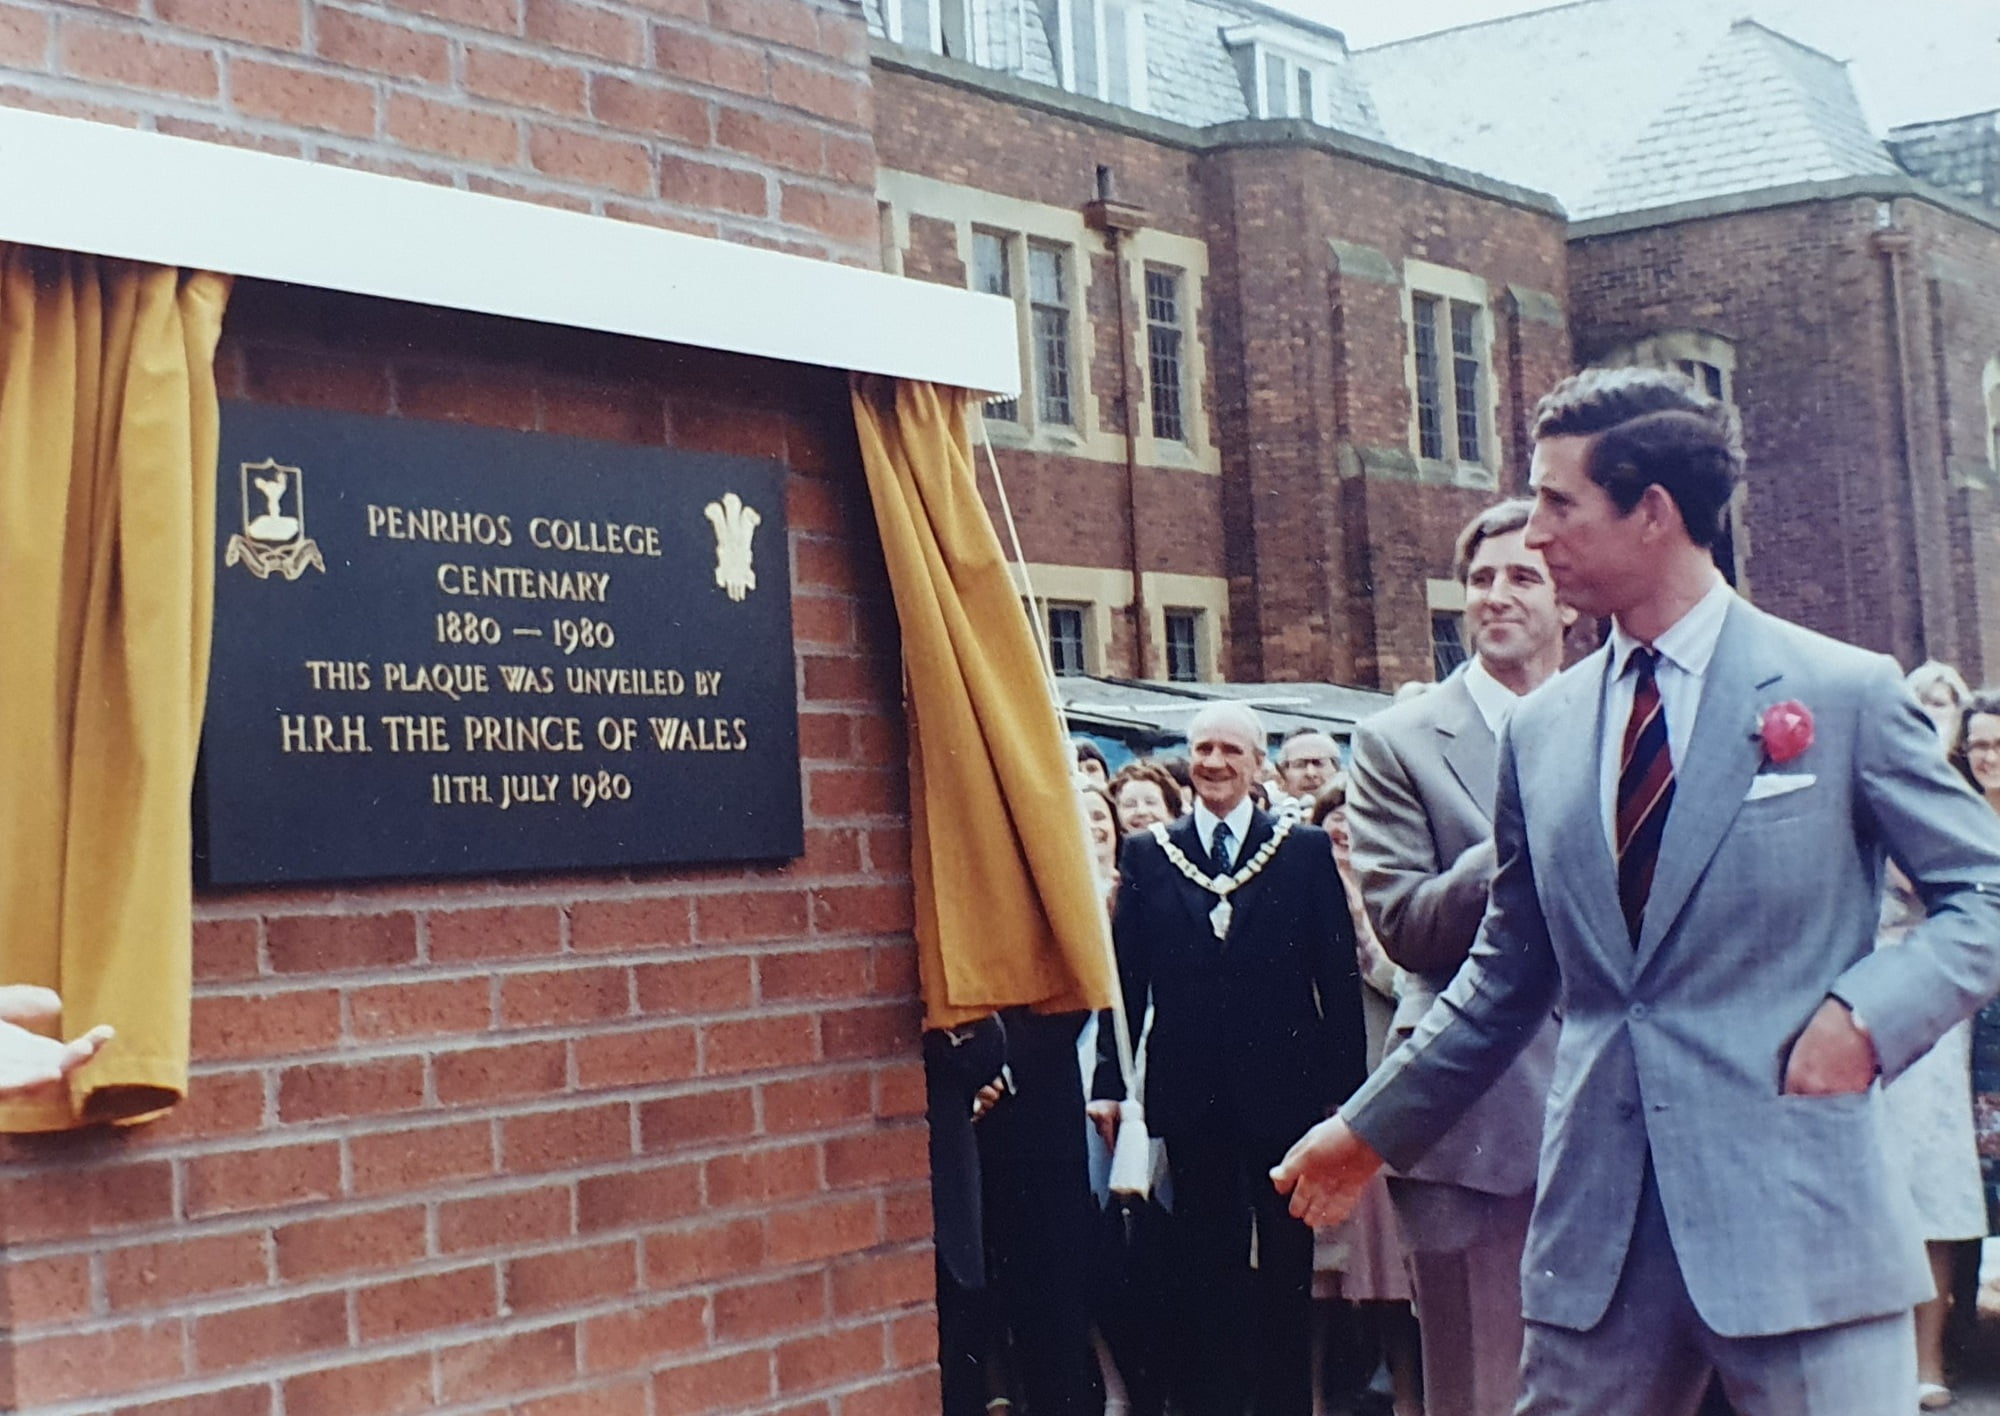 PENRHOS COLLEGE
CENTENARY
1880 — 1980
THIS PLAQUE WAS UNVEILED BY
H.R.H. THE PRINCE OF WALES
11TH. JULY 1980